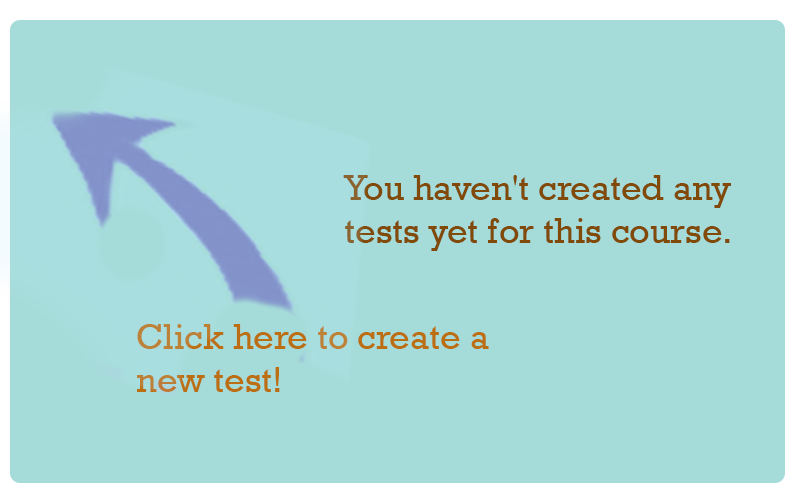 You haven't created any
tests yet for this course.
Click here to create a
new test!